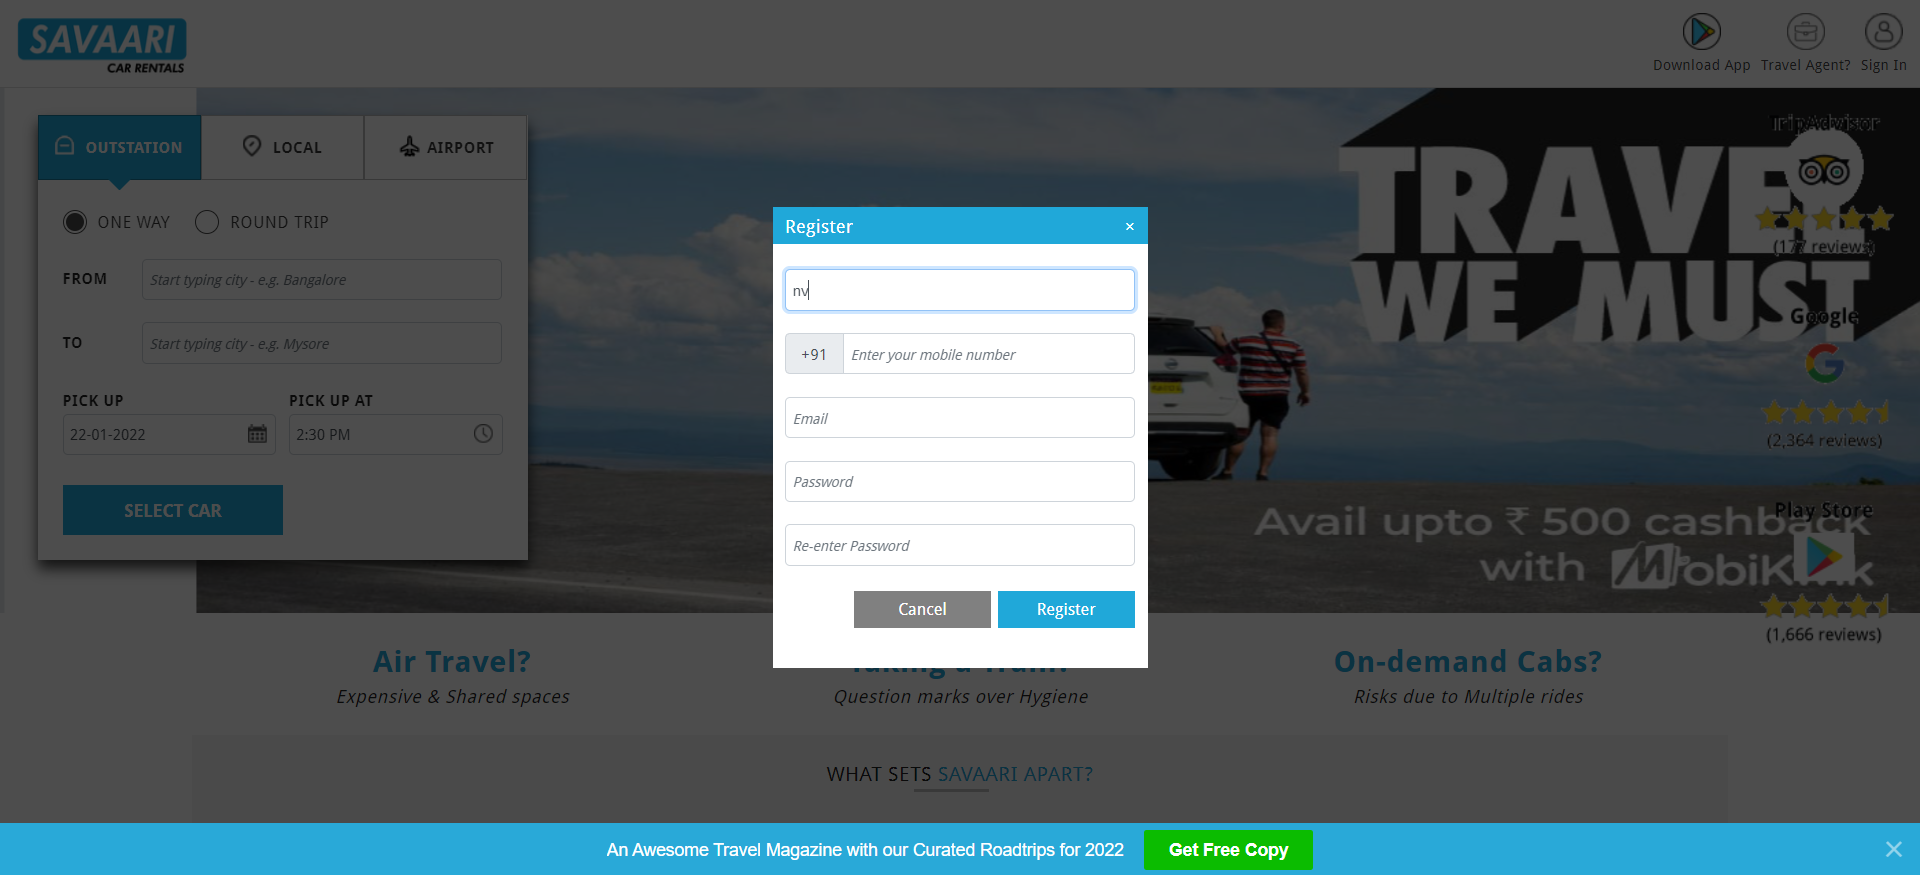 SAVAARI
CAR RENTALS
Download App
Travel Agent?
Sign In
OUTSTATION
LOCAL
AIRPORT
ONE WAY
ROUND TRIP
FROM
Start typing city - e.g. Bangalore
TO
Start typing city - e.g. Mysore
PICK UP
PICK UP AT
22-01-2022
2:30 PM
SELECT CAR
Register
×
nv
+91
Enter your mobile number
Email
Password
Re-enter Password
Cancel
Register
TRAVEL
WE MUST
Avail upto ₹ 500 cashback
with MobiKwik
TripAdvisor
(177 reviews)
Google
(2,364 reviews)
Play Store
(1,666 reviews)
Air Travel?
Expensive & Shared spaces
Question marks over Hygiene
On-demand Cabs?
Risks due to Multiple rides
WHAT SETS SAVAARI APART?
An Awesome Travel Magazine with our Curated Roadtrips for 2022
Get Free Copy